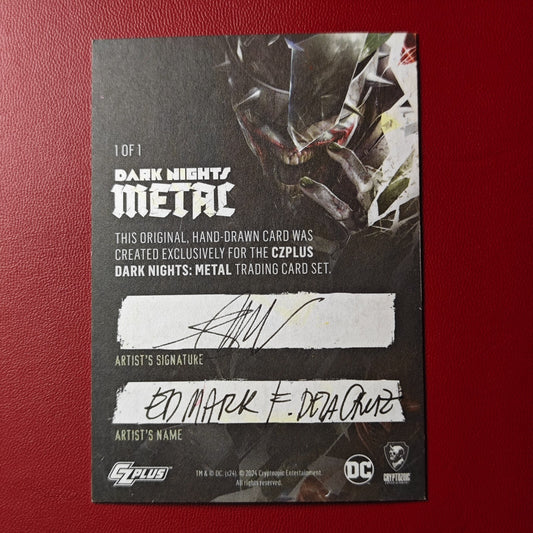 1 OF 1
DARK NIGHTS
METAL
THIS ORIGINAL, HAND-DRAWN CARD WAS
CREATED EXCLUSIVELY FOR THE CZPLUS
DARK NIGHTS: METAL TRADING CARD SET.
ARTIST'S SIGNATURE
ED MARK F. DELA CRUZ
ARTIST'S NAME
CZPLUS™
TM & © DC. (s24). © 2024 Cryptozoic Entertainment.
All rights reserved.
DC
CRYPTOZOIC
ENTERTAINMENT